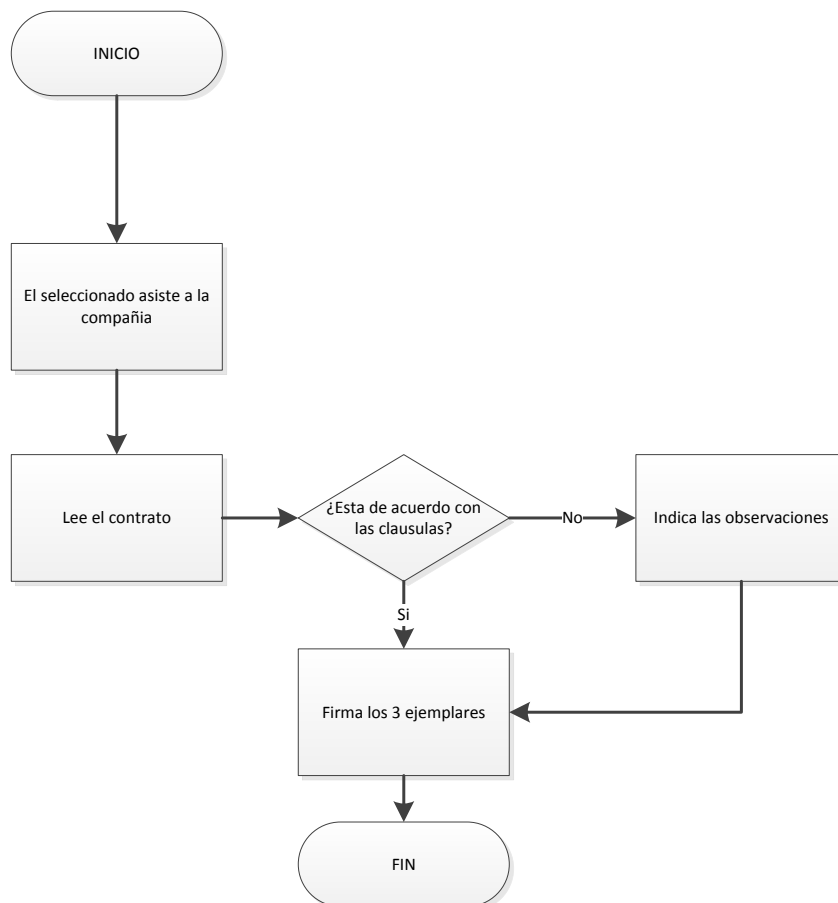 INICIO
El seleccionado asiste a la
compañia
Lee el contrato
¿Esta de acuerdo con
las clausulas?
No
Indica las observaciones
Si
Firma los 3 ejemplares
FIN